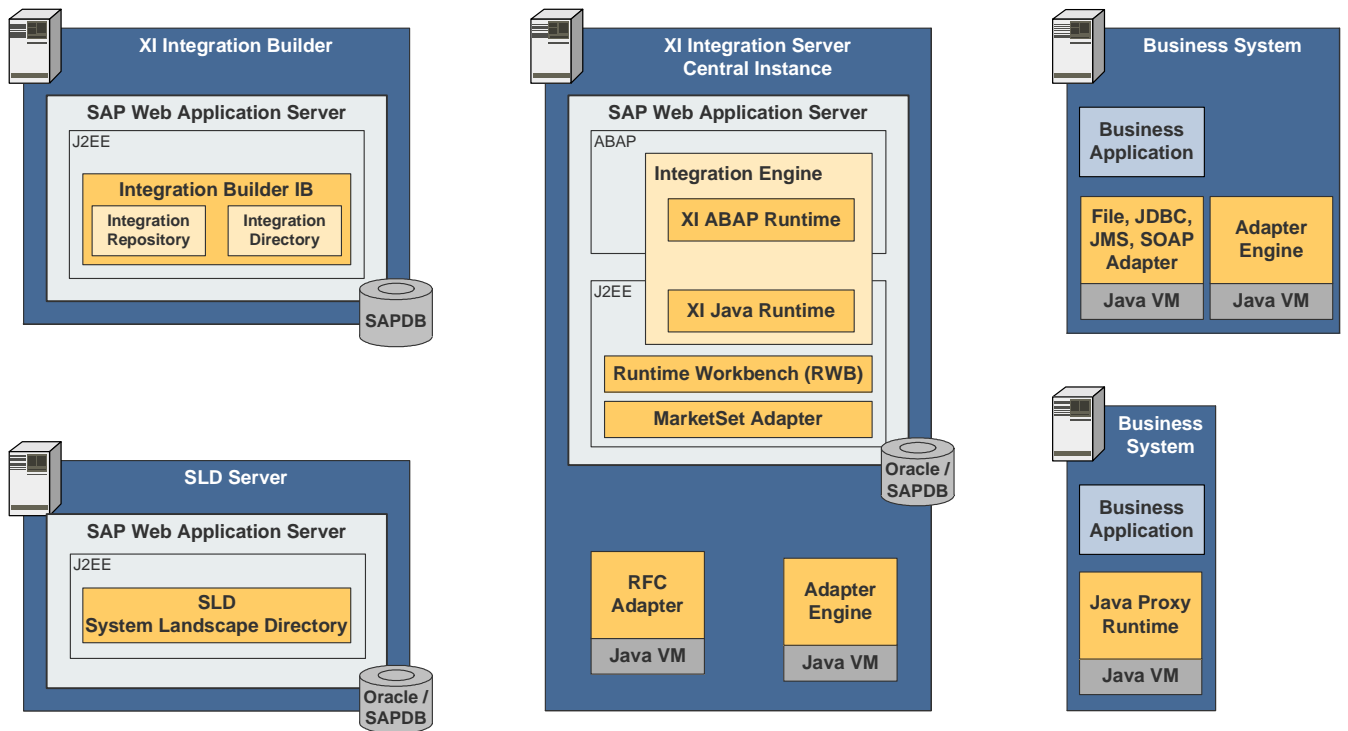 XI Integration Builder
SAP Web Application Server
J2EE
Integration Builder IB
Integration
Repository
Integration
Directory
SAPDB
SLD Server
SAP Web Application Server
J2EE
SLD
System Landscape Directory
Oracle /
SAPDB
XI Integration Server
Central Instance
SAP Web Application Server
ABAP
Integration Engine
XI ABAP Runtime
J2EE
XI Java Runtime
Runtime Workbench (RWB)
MarketSet Adapter
Oracle /
SAPDB
RFC
Adapter
Java VM
Adapter
Engine
Java VM
Business System
Business
Application
File, JDBC,
JMS, SOAP
Adapter
Java VM
Adapter
Engine
Java VM
Business
System
Business
Application
Java Proxy
Runtime
Java VM